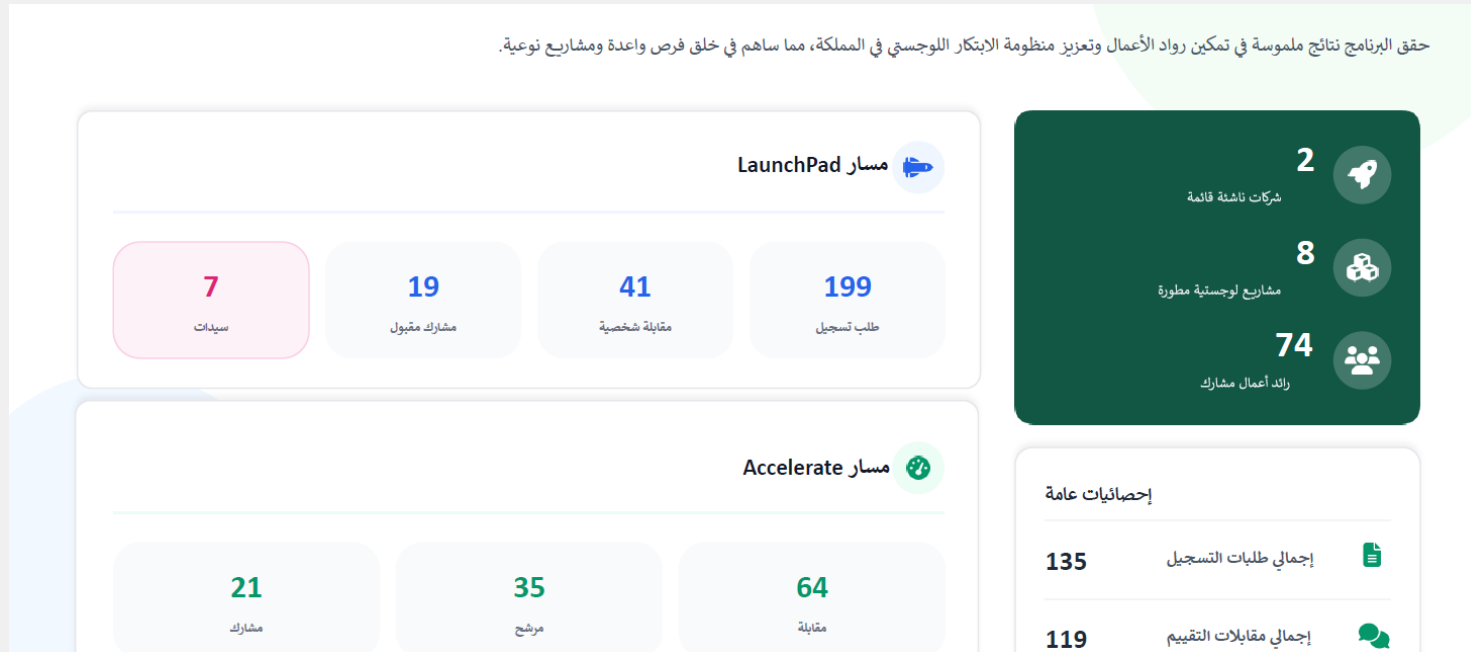 حقق البرنامج نتائج ملموسة في تمكين رواد الأعمال وتعزيز منظومة الابتكار اللوجستي في المملكة، مما ساهم في خلق فرص واعدة ومشاريع نوعية.
2
شركات ناشئة قائمة
8
مشاريع لوجستية مطورة
74
رائد أعمال مشارك
إحصائيات عامة
إجمالي طلبات التسجيل 135
إجمالي مقابلات التقييم 119
مسار LaunchPad
199
طلب تسجيل
41
مقابلة شخصية
19
مشارك مقبول
7
سيدات
مسار Accelerate
64
مقابلة
35
مرشح
21
مشارك